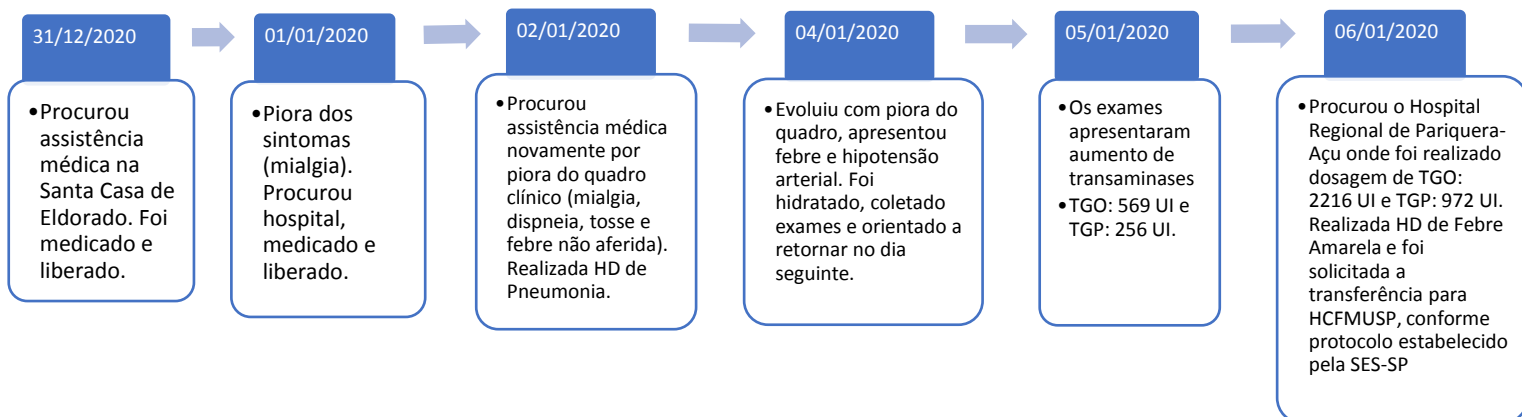 31/12/2020
•Procurou
assistência
médica na
Santa Casa de
Eldorado. Foi
medicado e
liberado.
01/01/2020
•Piora dos
sintomas
(mialgia).
Procurou
hospital,
medicado e
liberado.
02/01/2020
•Procurou
assistência médica
novamente por
piora do quadro
clínico (mialgia,
dispneia, tosse e
febre não aferida).
Realizada HD de
Pneumonia.
04/01/2020
•Evoluiu com piora do
quadro, apresentou
febre e hipotensão
arterial. Foi
hidratado, coletado
exames e orientado a
retornar no dia
seguinte.
05/01/2020
•Os exames
apresentaram
aumento de
transaminases
•TGO: 569 UI e
TGP: 256 UI.
06/01/2020
•Procurou o Hospital
Regional de Pariquera-
Açu onde foi realizado
dosagem de TGO:
2216 UI e TGP: 972 UI.
Realizada HD de Febre
Amarela e foi
solicitada a
transferência para
HCFMUSP, conforme
protocolo estabelecido
pela SES-SP